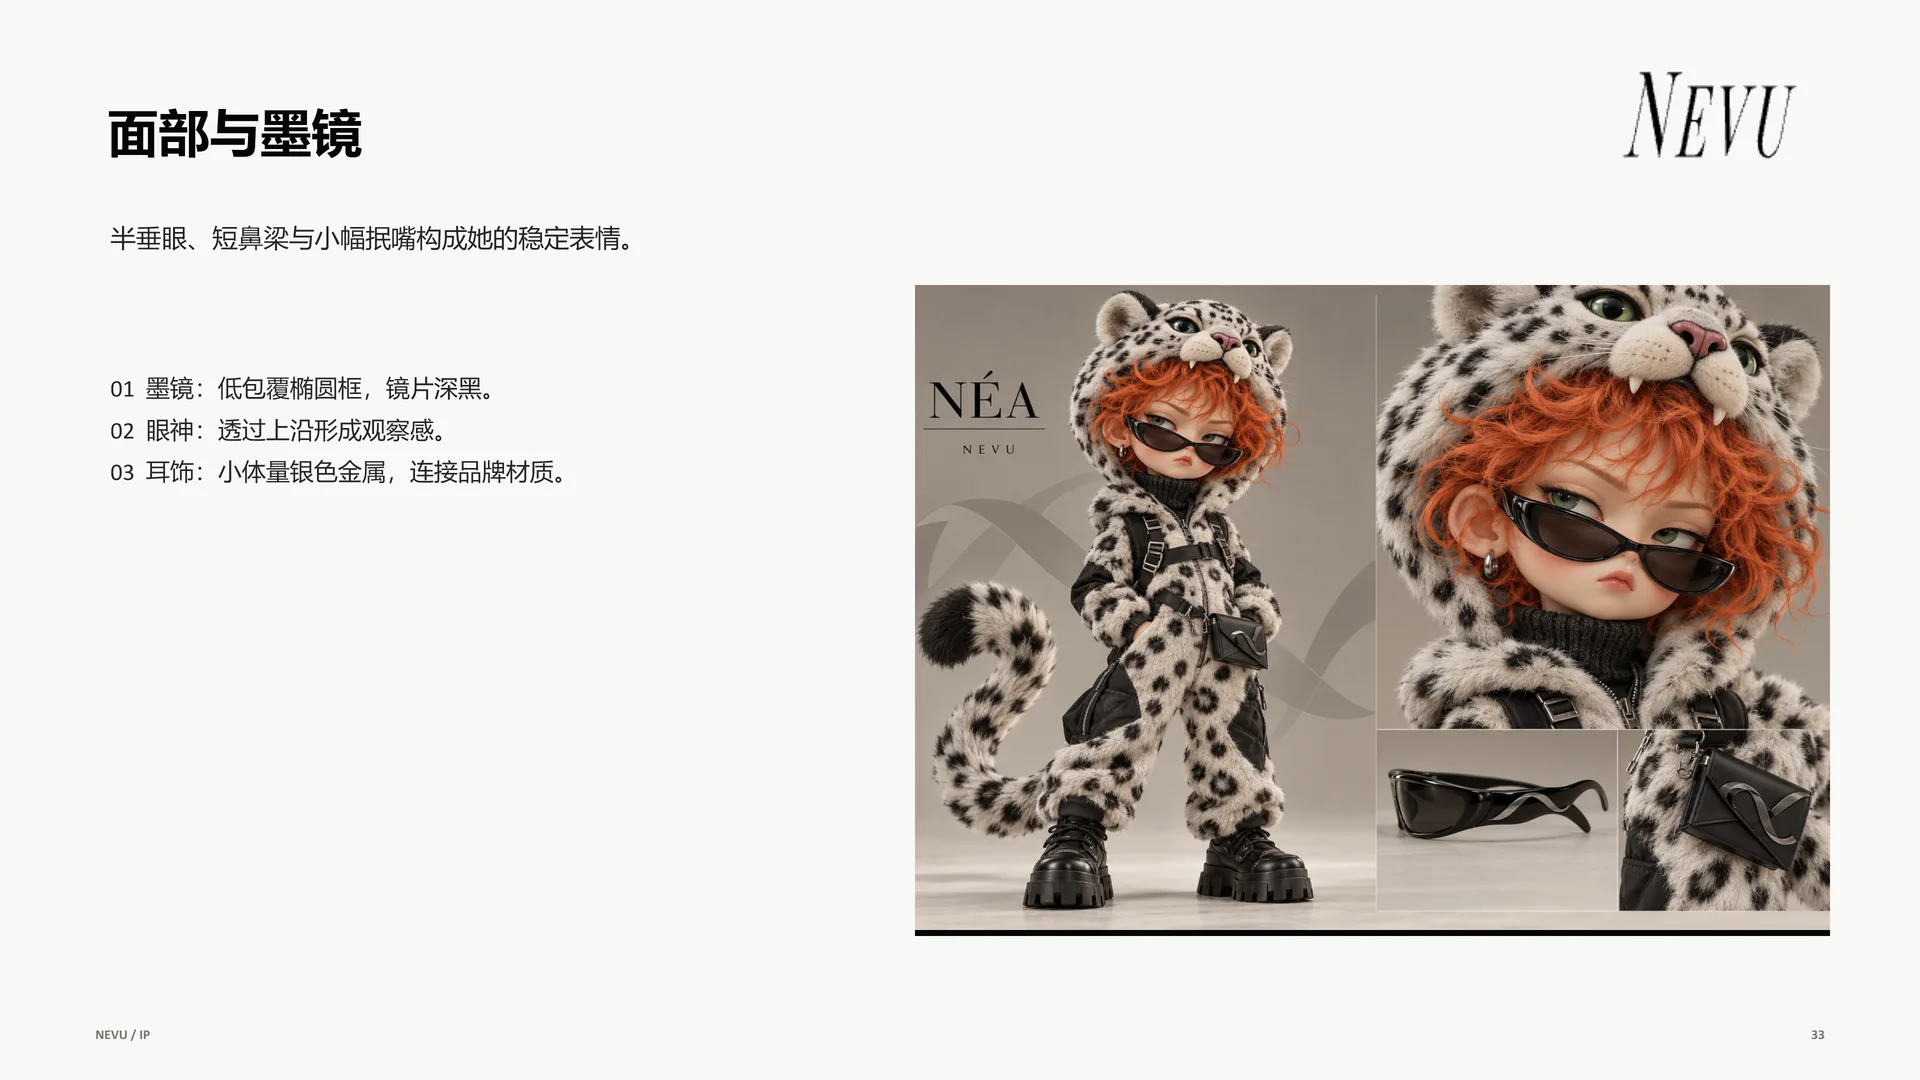 面部与墨镜
NEVU
半垂眼、短鼻梁与小幅抿嘴构成她的稳定表情。
01 墨镜：低包覆椭圆框，镜片深黑。
02 眼神：透过上沿形成观察感。
03 耳饰：小体量银色金属，连接品牌材质。
NÉA
NEVU
NEVU / IP
33